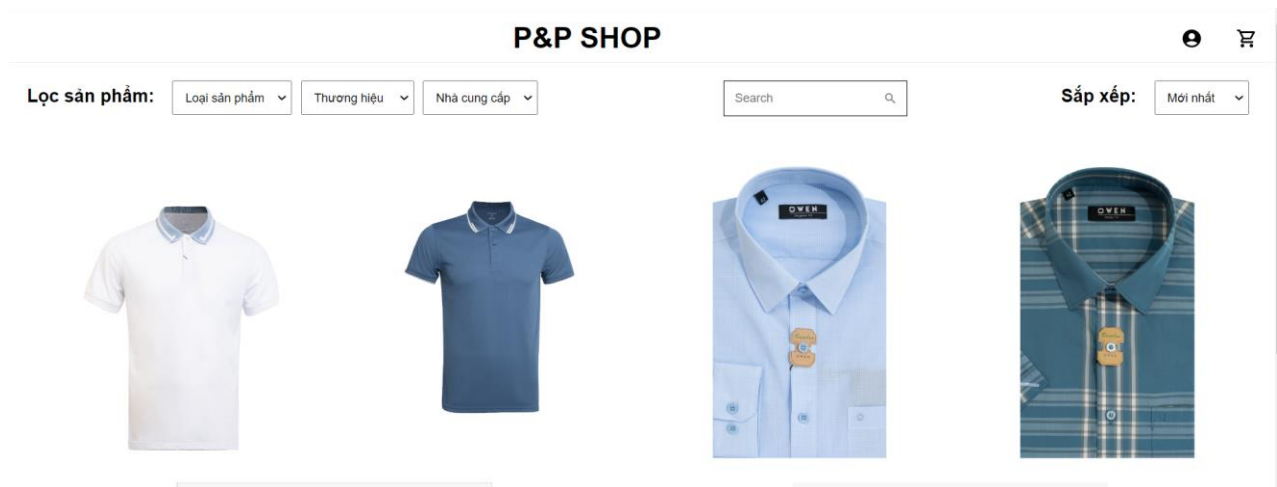 P&P SHOP
Lọc sản phẩm: Loại sản phẩm Thương hiệu Nhà cung cấp Search Sắp xếp: Mới nhất
OWEN OWEN